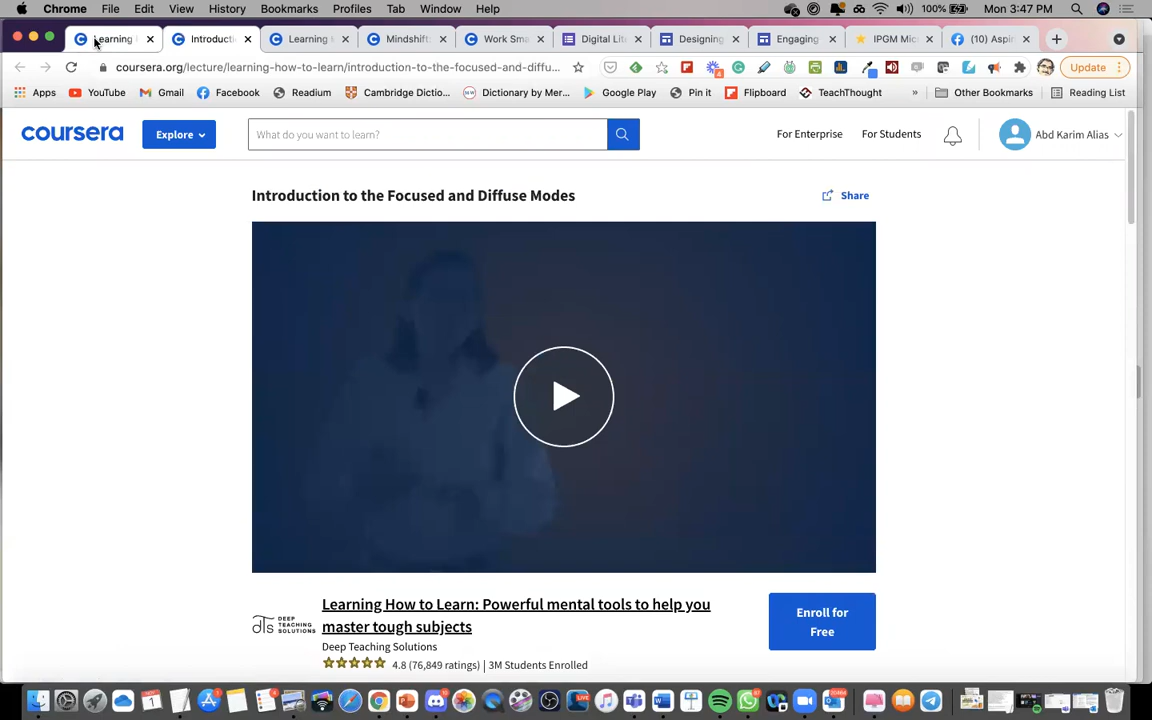 Chrome File Edit View History Bookmarks Profiles Tab Window Help 100% Mon 3:47 PM
Learning Introducti Learning Mindshift: Work Sma Digital Lite Designing Engaging IPGM Mic (10) Aspir
coursera.org/lecture/learning-how-to-learn/introduction-to-the-focused-and-diffu... Update
Apps YouTube Gmail Facebook Readium Cambridge Dictio... Dictionary by Mer... Google Play Pin it Flipboard TeachThought » Other Bookmarks Reading List
coursera Explore What do you want to learn? For Enterprise For Students Abd Karim Alias
Introduction to the Focused and Diffuse Modes Share
Learning How to Learn: Powerful mental tools to help you
master tough subjects
DEEP
TEACHING
SOLUTIONS
Enroll for
Free
Deep Teaching Solutions
4.8 (76,849 ratings) | 3M Students Enrolled